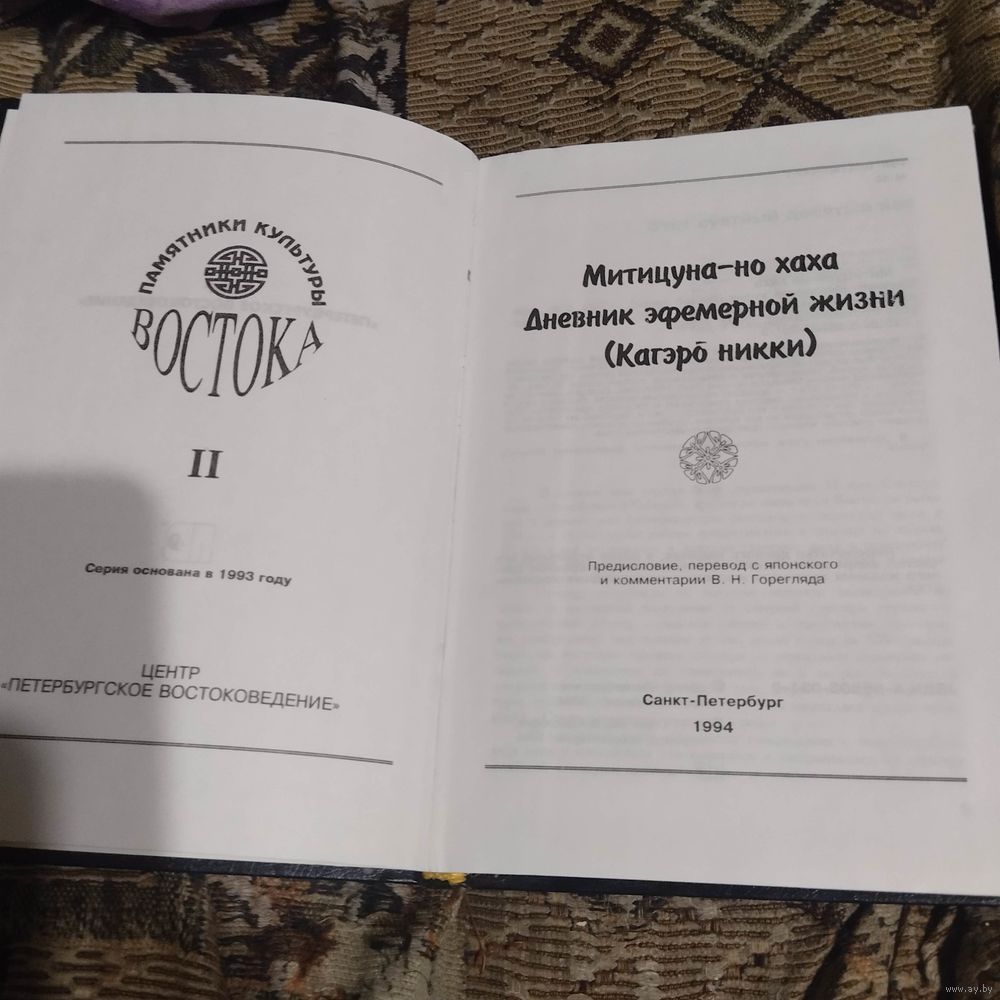 ПАМЯТНИКИ КУЛЬТУРЫ
ВОСТОКА
II
Серия основана в 1993 году
ЦЕНТР
«ПЕТЕРБУРГСКОЕ ВОСТОКОВЕДЕНИЕ»
Митицуна-но хаха
Дневник эфемерной жизни
(Кагэрō никки)
Предисловие, перевод с японского
и комментарии В. Н. Горегляда
Санкт-Петербург
1994
www.ay.by